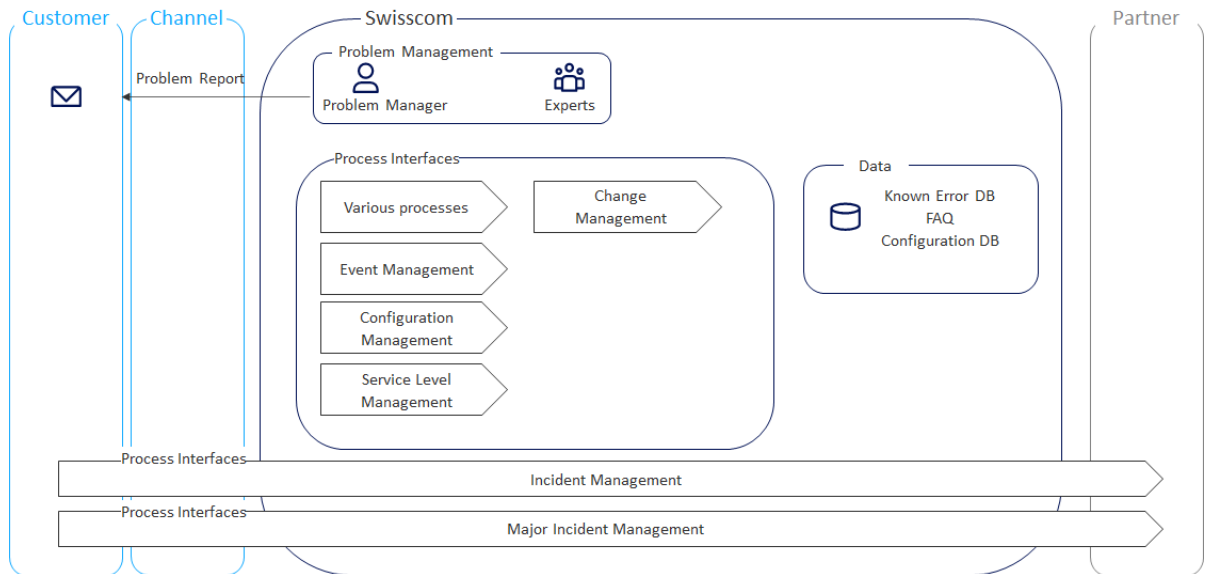 Customer
Channel
Swisscom
Partner
Problem Management
Problem Report
Problem Manager
Experts
Process Interfaces
Various processes
Change
Management
Event Management
Configuration
Management
Service Level
Management
Data
Known Error DB
FAQ
Configuration DB
Process Interfaces
Incident Management
Process Interfaces
Major Incident Management